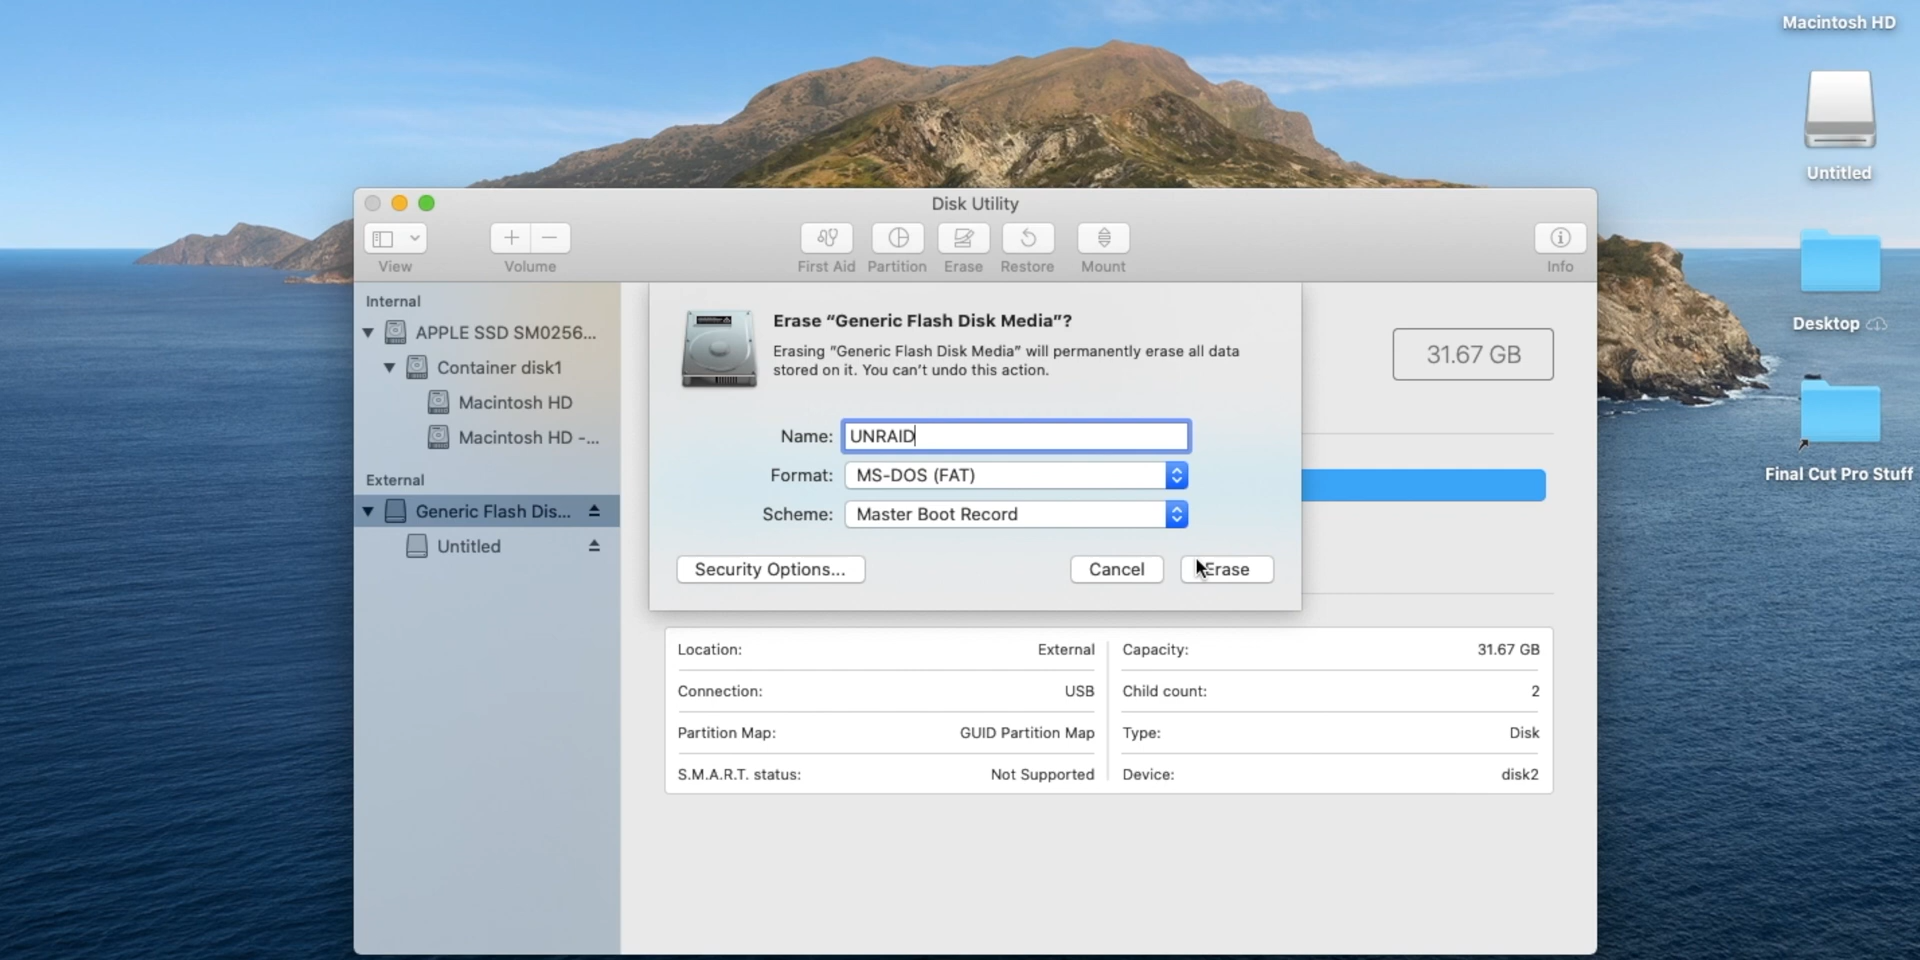 Macintosh HD
Untitled
Desktop
Final Cut Pro Stuff
Disk Utility
View
Volume
First Aid
Partition
Erase
Restore
Mount
Info
Internal
APPLE SSD SM0256...
Container disk1
Macintosh HD
Macintosh HD -...
External
Generic Flash Dis...
Untitled
Erase “Generic Flash Disk Media”?
Erasing “Generic Flash Disk Media” will permanently erase all data
stored on it. You can’t undo this action.
Name: UNRAID
Format: MS-DOS (FAT)
Scheme: Master Boot Record
Security Options...
Cancel
Erase
31.67 GB
Location: External
Connection: USB
Partition Map: GUID Partition Map
S.M.A.R.T. status: Not Supported
Capacity: 31.67 GB
Child count: 2
Type: Disk
Device: disk2